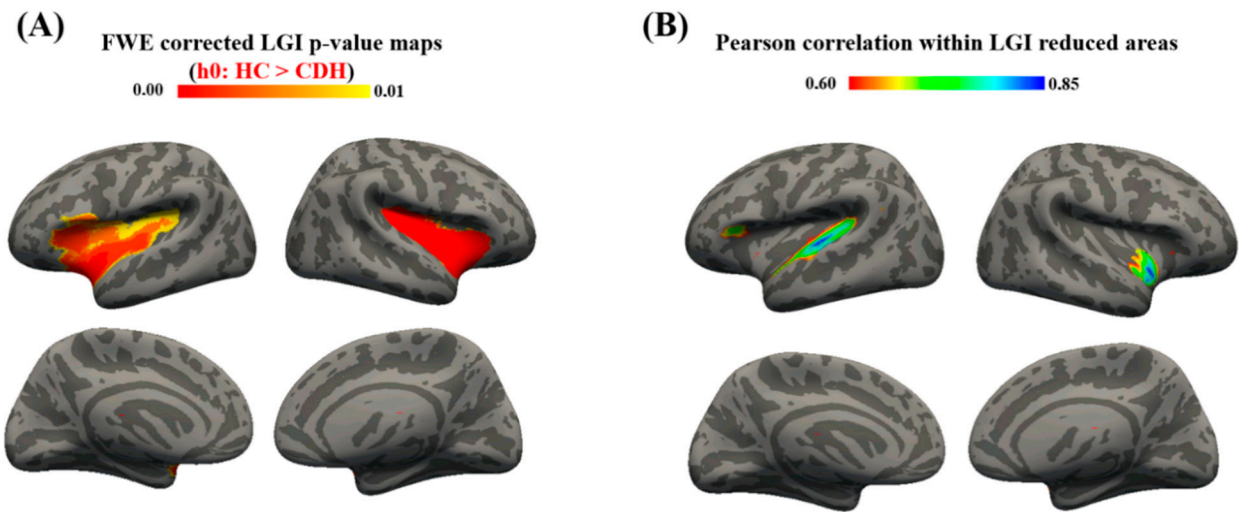 (A)
FWE corrected LGI p-value maps
(h0: HC > CDH)
0.00 0.01
(B)
Pearson correlation within LGI reduced areas
0.60 0.85